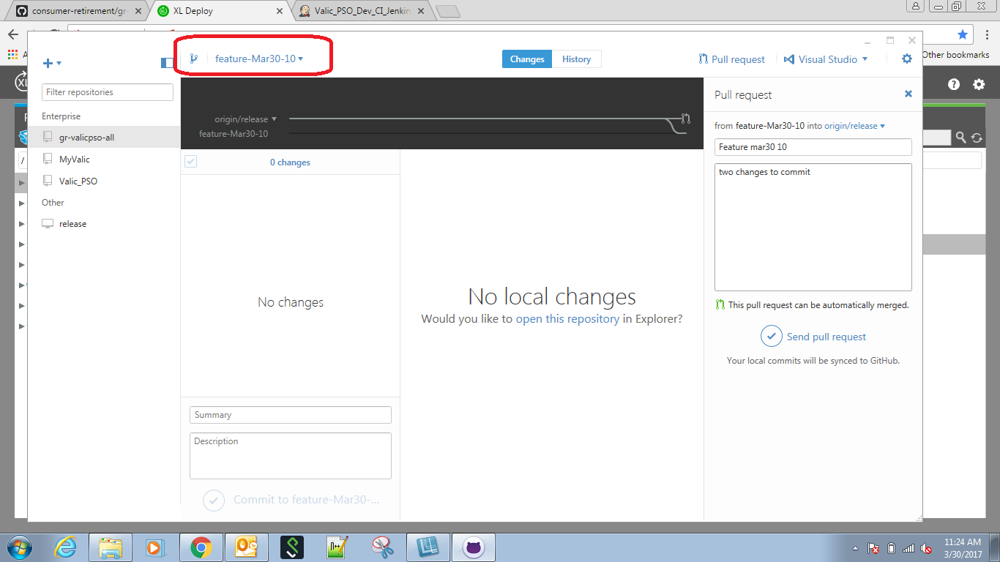 consumer-retirement/gr-
XL Deploy
Valic_PSO_Dev_CI_Jenkin
Other bookmarks
feature-Mar30-10
Changes
History
Pull request
Visual Studio
Filter repositories
Enterprise
gr-valicpso-all
MyValic
Valic_PSO
Other
release
origin/release
feature-Mar30-10
0 changes
No changes
Summary
Description
Commit to feature-Mar30-...
No local changes
Would you like to open this repository in Explorer?
Pull request
from feature-Mar30-10 into origin/release
Feature mar30 10
two changes to commit
This pull request can be automatically merged.
Send pull request
Your local commits will be synced to GitHub.
11:24 AM
3/30/2017